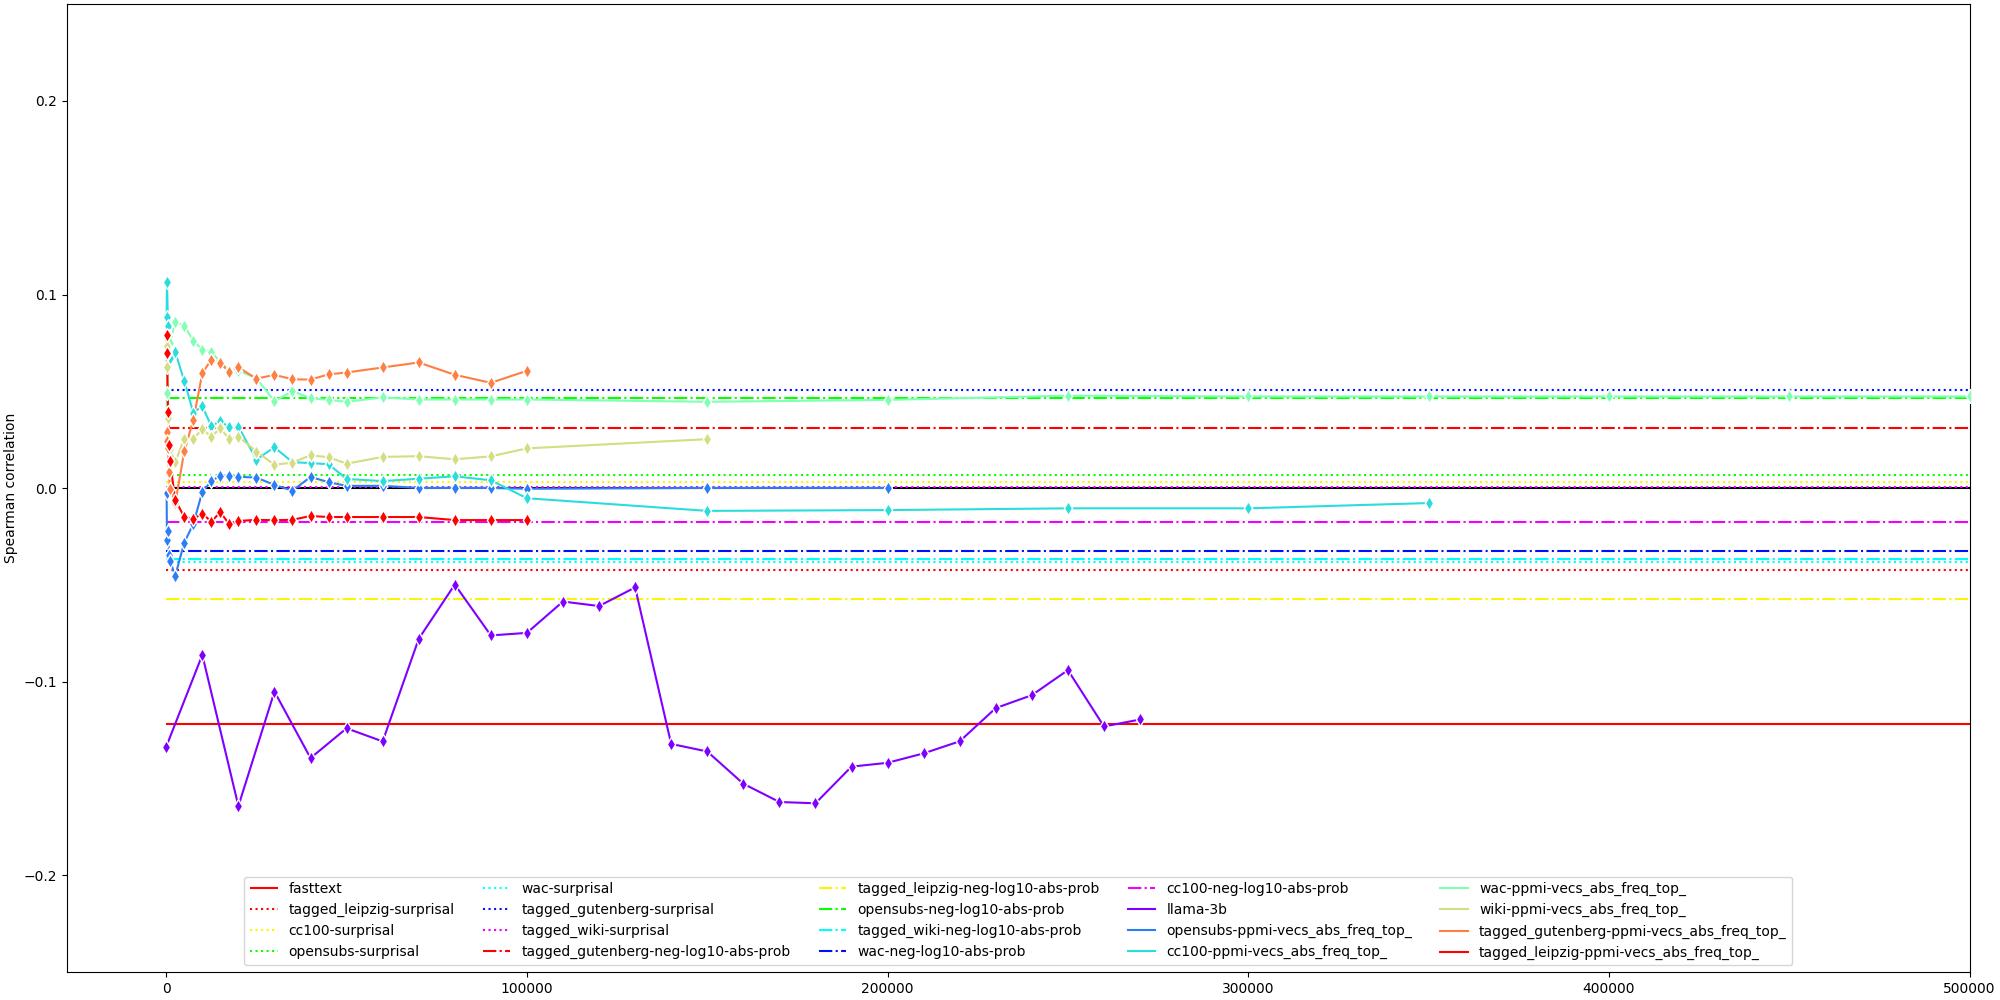 0.2
0.1
0.0
−0.1
−0.2
Spearman correlation
fasttext
tagged_leipzig-surprisal
cc100-surprisal
opensubs-surprisal
wac-surprisal
tagged_gutenberg-surprisal
tagged_wiki-surprisal
tagged_gutenberg-neg-log10-abs-prob
tagged_leipzig-neg-log10-abs-prob
opensubs-neg-log10-abs-prob
tagged_wiki-neg-log10-abs-prob
wac-neg-log10-abs-prob
cc100-neg-log10-abs-prob
llama-3b
opensubs-ppmi-vecs_abs_freq_top_
cc100-ppmi-vecs_abs_freq_top_
wac-ppmi-vecs_abs_freq_top_
wiki-ppmi-vecs_abs_freq_top_
tagged_gutenberg-ppmi-vecs_abs_freq_top_
tagged_leipzig-ppmi-vecs_abs_freq_top_
0 100000 200000 300000 400000 500000